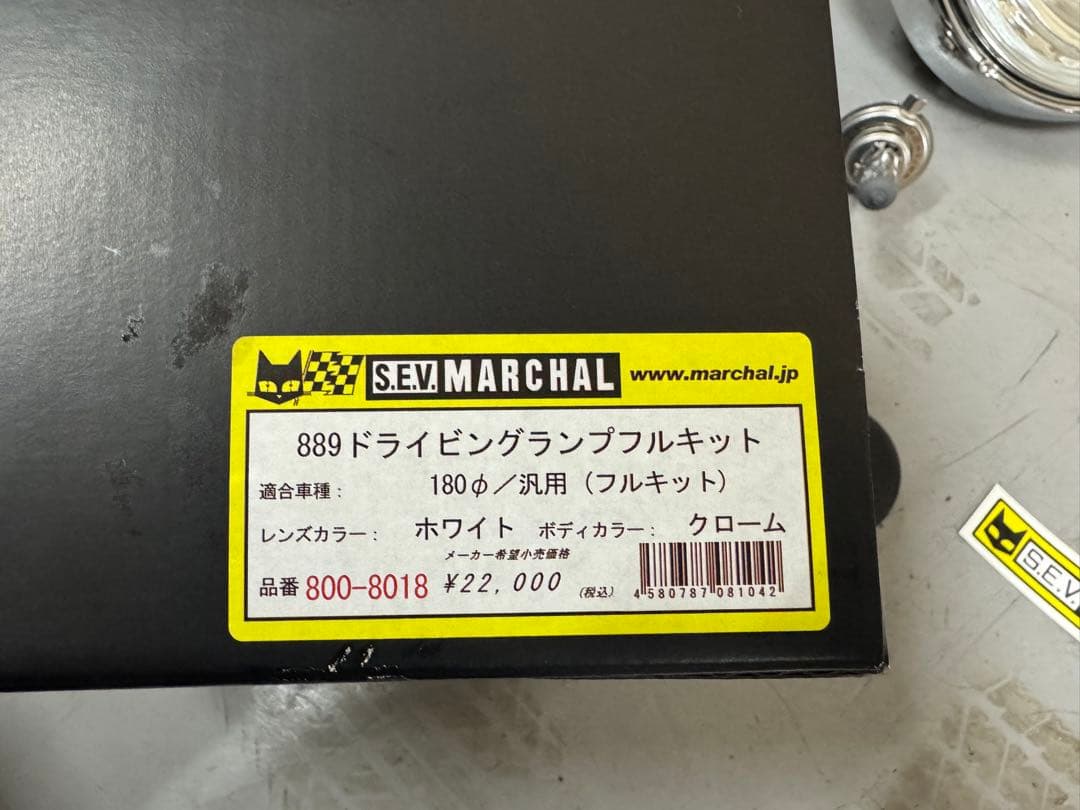 S.E.V. MARCHAL www.marchal.jp
889ドライビングランプフルキット
適合車種： 180φ／汎用（フルキット）
レンズカラー： ホワイト ボディカラー： クローム
メーカー希望小売価格
品番 800-8018 ¥22,000 (税込)
4 580787 081042
S.E.V.